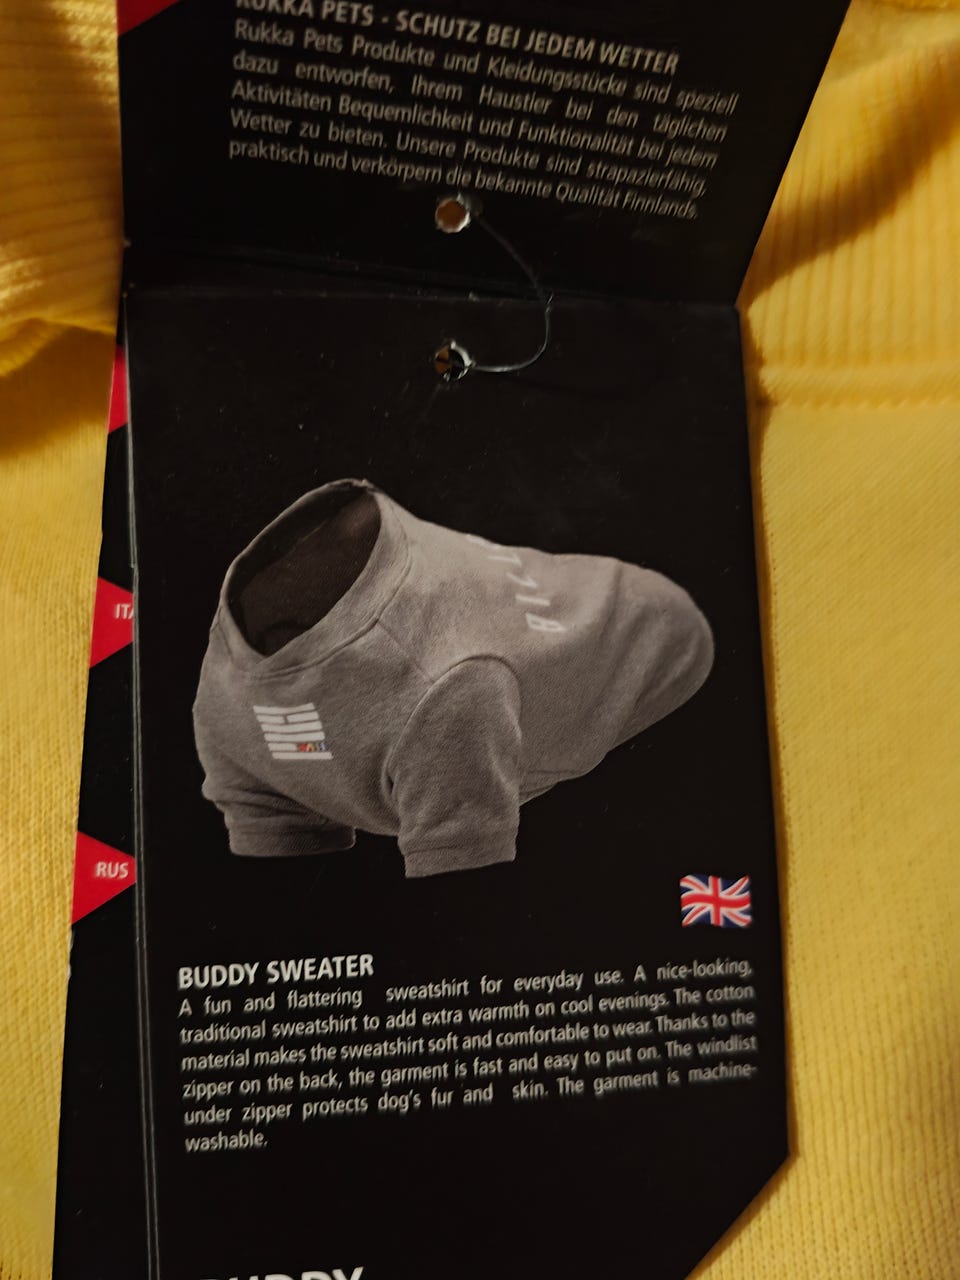 RUKKA PETS - SCHUTZ BEI JEDEM WETTER
Rukka Pets Produkte und Kleidungsstücke sind speziell
dazu entworfen, Ihrem Haustier bei den täglichen
Aktivitäten Bequemlichkeit und Funktionalität bei jedem
Wetter zu bieten. Unsere Produkte sind strapazierfähig,
praktisch und verkörpern die bekannte Qualität Finnlands.
ITA
RUS
BUDDY SWEATER
A fun and flattering sweatshirt for everyday use. A nice-looking,
traditional sweatshirt to add extra warmth on cool evenings. The cotton
material makes the sweatshirt soft and comfortable to wear. Thanks to the
zipper on the back, the garment is fast and easy to put on. The windlist
under zipper protects dog's fur and skin. The garment is machine-
washable.
BUDDY